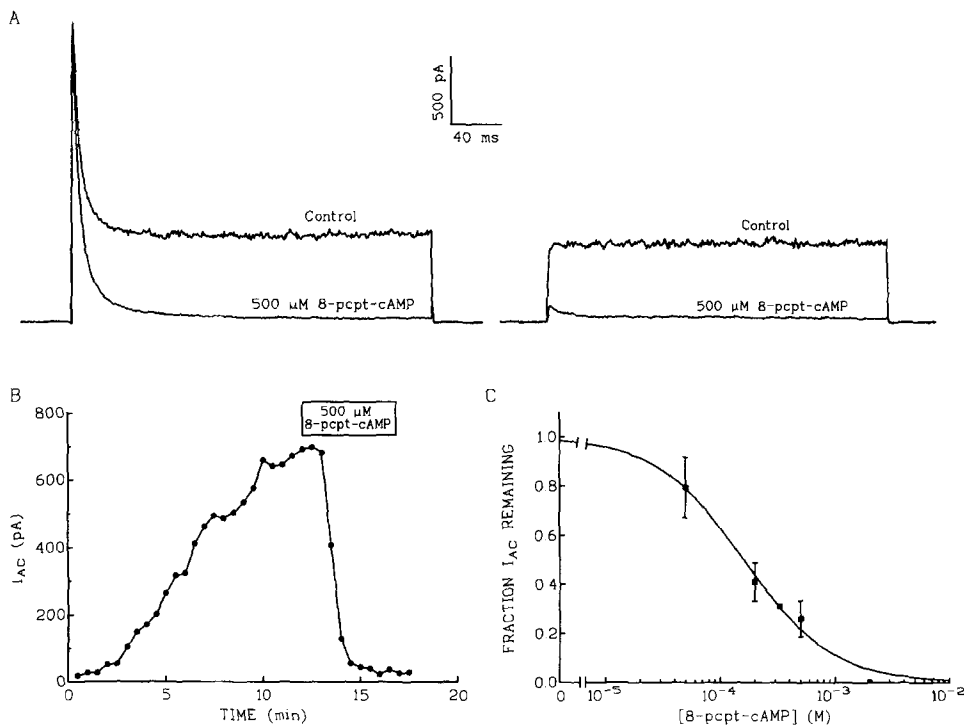 A
500 pA
40 ms
Control
500 µM 8-pcpt-cAMP
Control
500 µM 8-pcpt-cAMP
B
500 µM
8-pcpt-cAMP
800
600
400
200
0
I_AC (pA)
0 5 10 15 20
TIME (min)
C
1.0
0.8
0.6
0.4
0.2
0.0
FRACTION I_AC REMAINING
0 10^-5 10^-4 10^-3 10^-2
[8-pcpt-cAMP] (M)